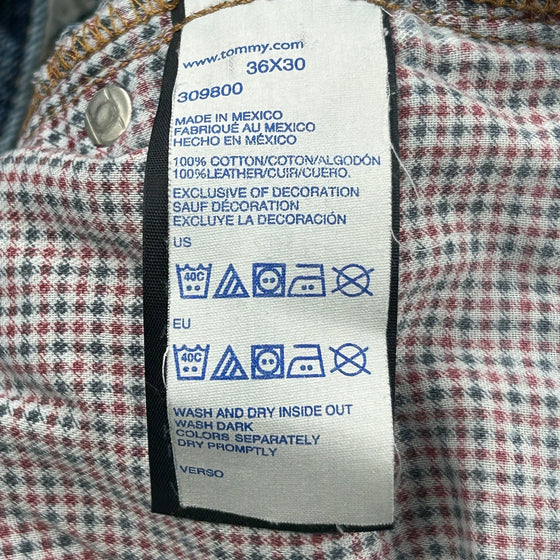 www.tommy.com
36X30
309800
MADE IN MEXICO
FABRIQUÉ AU MEXICO
HECHO EN MÉXICO
100% COTTON/COTON/ALGODÓN
100%LEATHER/CUIR/CUERO.
EXCLUSIVE OF DECORATION
SAUF DÉCORATION
EXCLUYE LA DECORACIÓN
US
40C
EU
40C
WASH AND DRY INSIDE OUT
WASH DARK
COLORS SEPARATELY
DRY PROMPTLY
VERSO